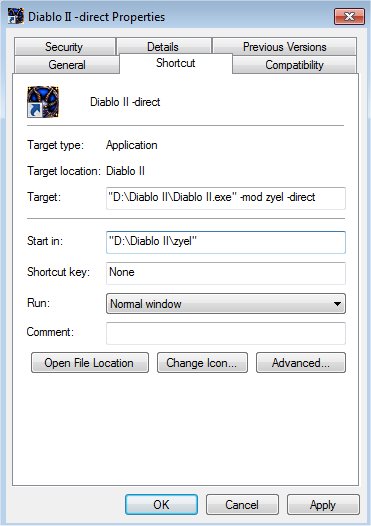 Diablo II -direct Properties
Security Details Previous Versions
General Shortcut Compatibility
Diablo II -direct
Target type: Application
Target location: Diablo II
Target: "D:\Diablo II\Diablo II.exe" -mod zyel -direct
Start in: "D:\Diablo II\zyel"
Shortcut key: None
Run: Normal window
Comment:
Open File Location Change Icon... Advanced...
OK Cancel Apply